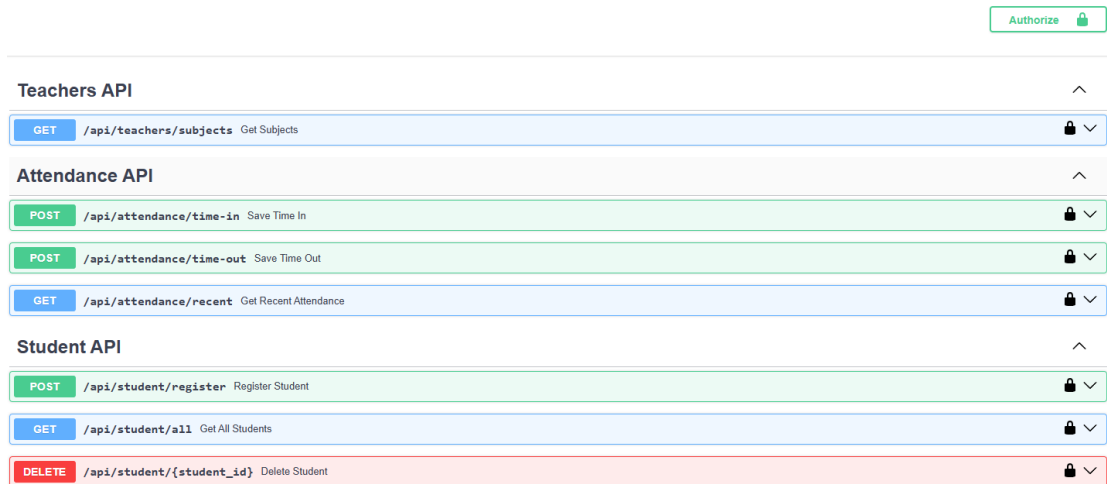 Authorize
Teachers API
GET /api/teachers/subjects Get Subjects
Attendance API
POST /api/attendance/time-in Save Time In
POST /api/attendance/time-out Save Time Out
GET /api/attendance/recent Get Recent Attendance
Student API
POST /api/student/register Register Student
GET /api/student/all Get All Students
DELETE /api/student/{student_id} Delete Student